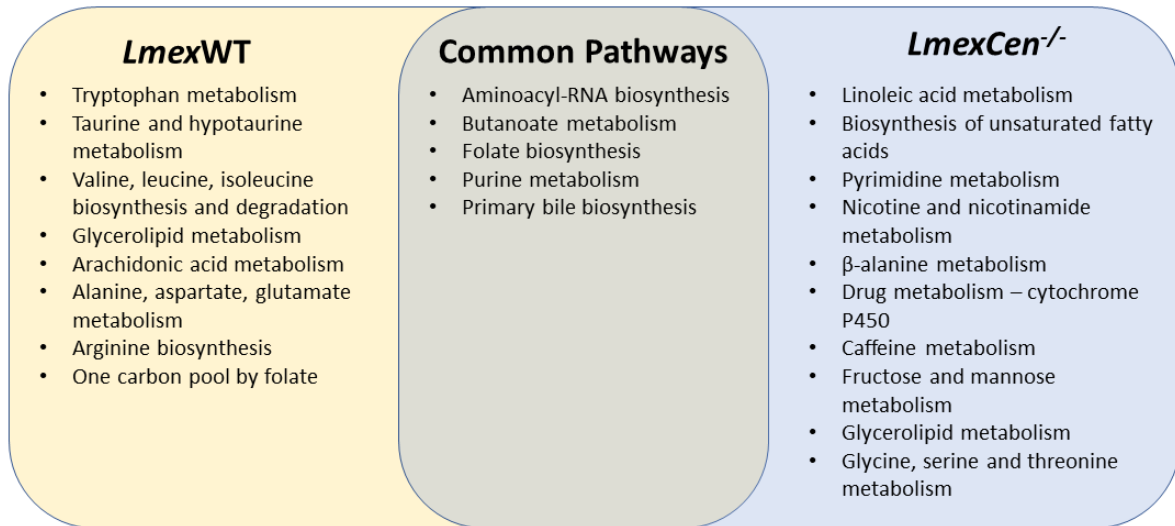 LmexWT
• Tryptophan metabolism
• Taurine and hypotaurine
metabolism
• Valine, leucine, isoleucine
biosynthesis and degradation
• Glycerolipid metabolism
• Arachidonic acid metabolism
• Alanine, aspartate, glutamate
metabolism
• Arginine biosynthesis
• One carbon pool by folate
Common Pathways
• Aminoacyl-RNA biosynthesis
• Butanoate metabolism
• Folate biosynthesis
• Purine metabolism
• Primary bile biosynthesis
LmexCen-/-
• Linoleic acid metabolism
• Biosynthesis of unsaturated fatty
acids
• Pyrimidine metabolism
• Nicotine and nicotinamide
metabolism
• β-alanine metabolism
• Drug metabolism – cytochrome
P450
• Caffeine metabolism
• Fructose and mannose
metabolism
• Glycerolipid metabolism
• Glycine, serine and threonine
metabolism